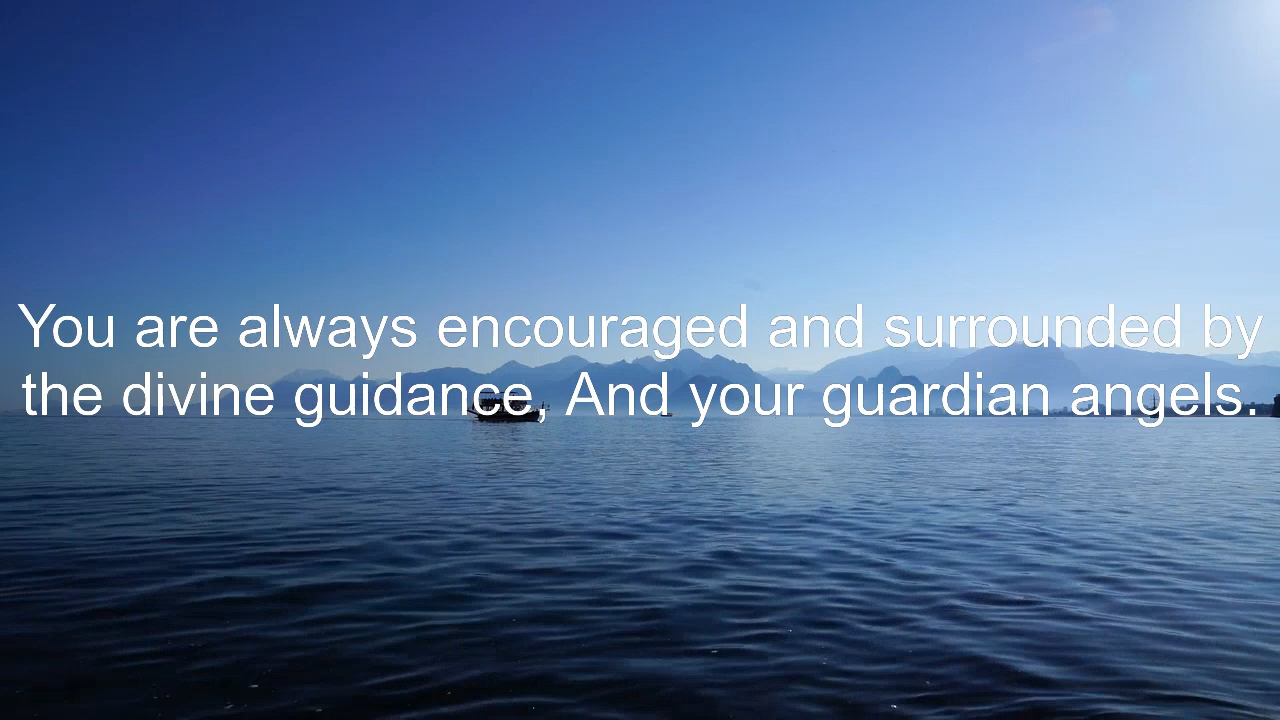 You are always encouraged and surrounded by
the divine guidance, And your guardian angels.